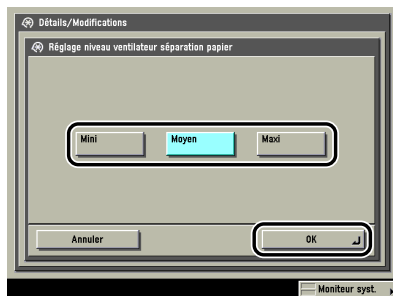 Détails/Modifications
Réglage niveau ventilateur séparation papier
Mini Moyen Maxi
Annuler OK
Moniteur syst.